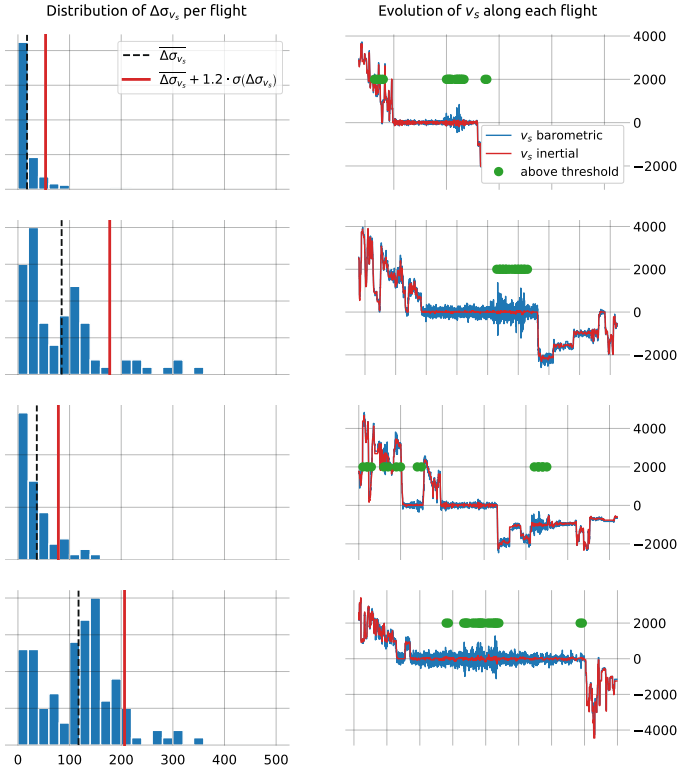 Distribution of Δσ_{v_s} per flight
Evolution of v_s along each flight
\overline{Δσ_{v_s}}
\overline{Δσ_{v_s}} + 1.2 · σ(Δσ_{v_s})
4000
2000
0
−2000
v_s barometric
v_s inertial
above threshold
4000
2000
0
−2000
4000
2000
0
−2000
2000
0
−2000
−4000
0 100 200 300 400 500